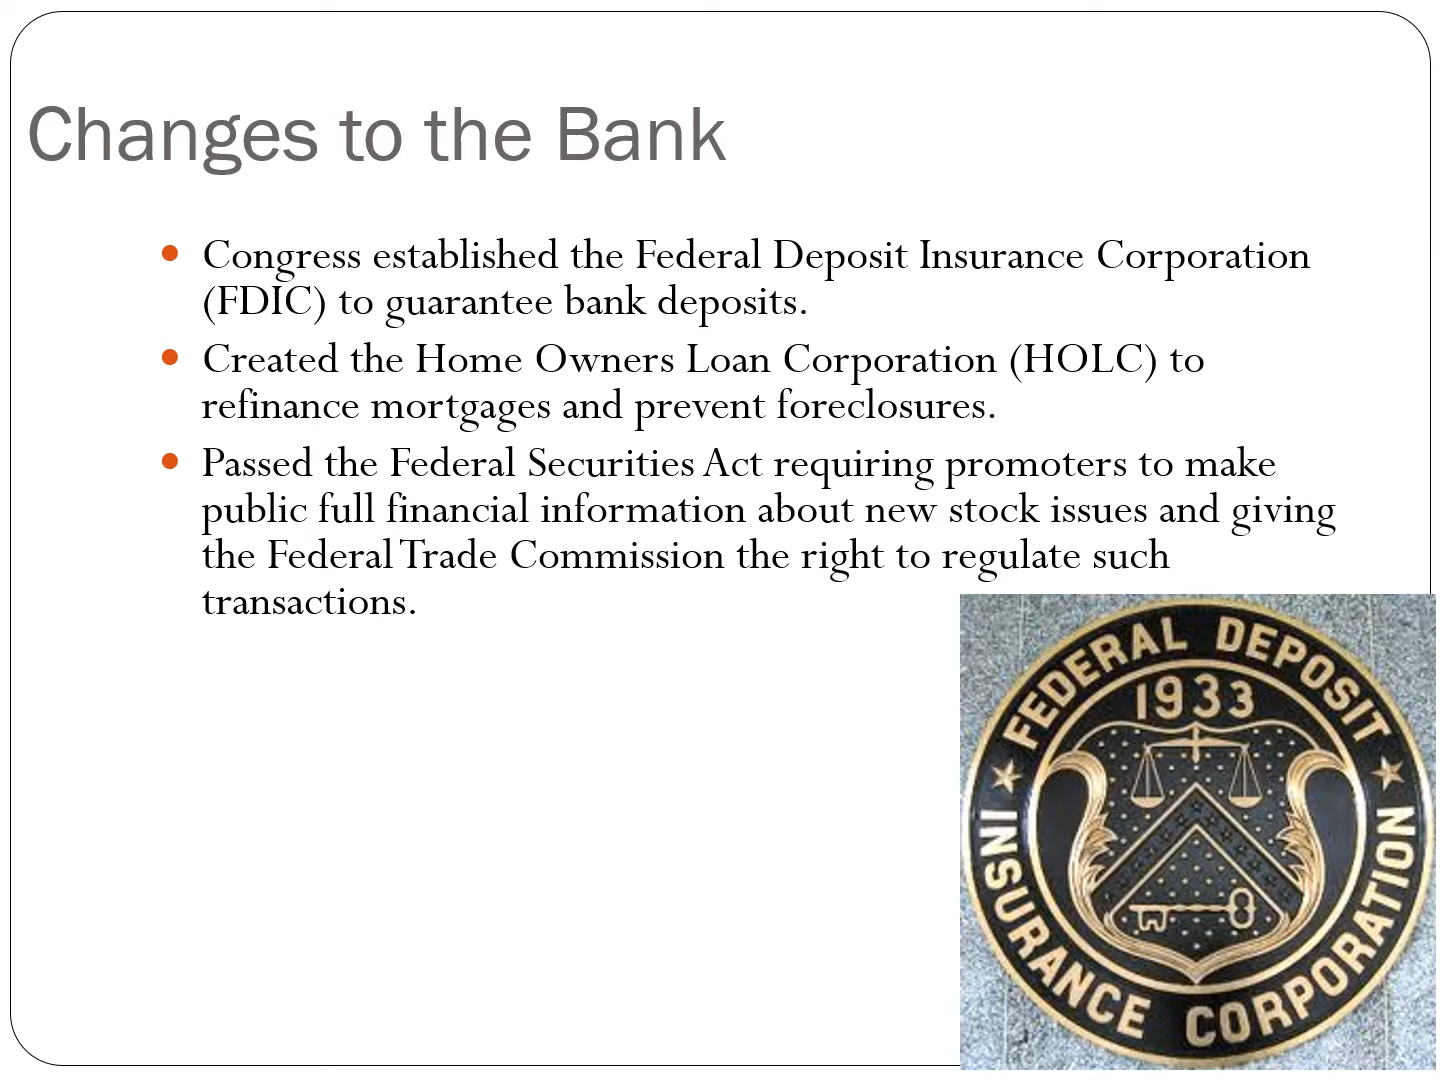 Changes to the Bank
• Congress established the Federal Deposit Insurance Corporation
(FDIC) to guarantee bank deposits.
• Created the Home Owners Loan Corporation (HOLC) to
refinance mortgages and prevent foreclosures.
• Passed the Federal Securities Act requiring promoters to make
public full financial information about new stock issues and giving
the Federal Trade Commission the right to regulate such
transactions.
FEDERAL DEPOSIT
1933
INSURANCE CORPORATION